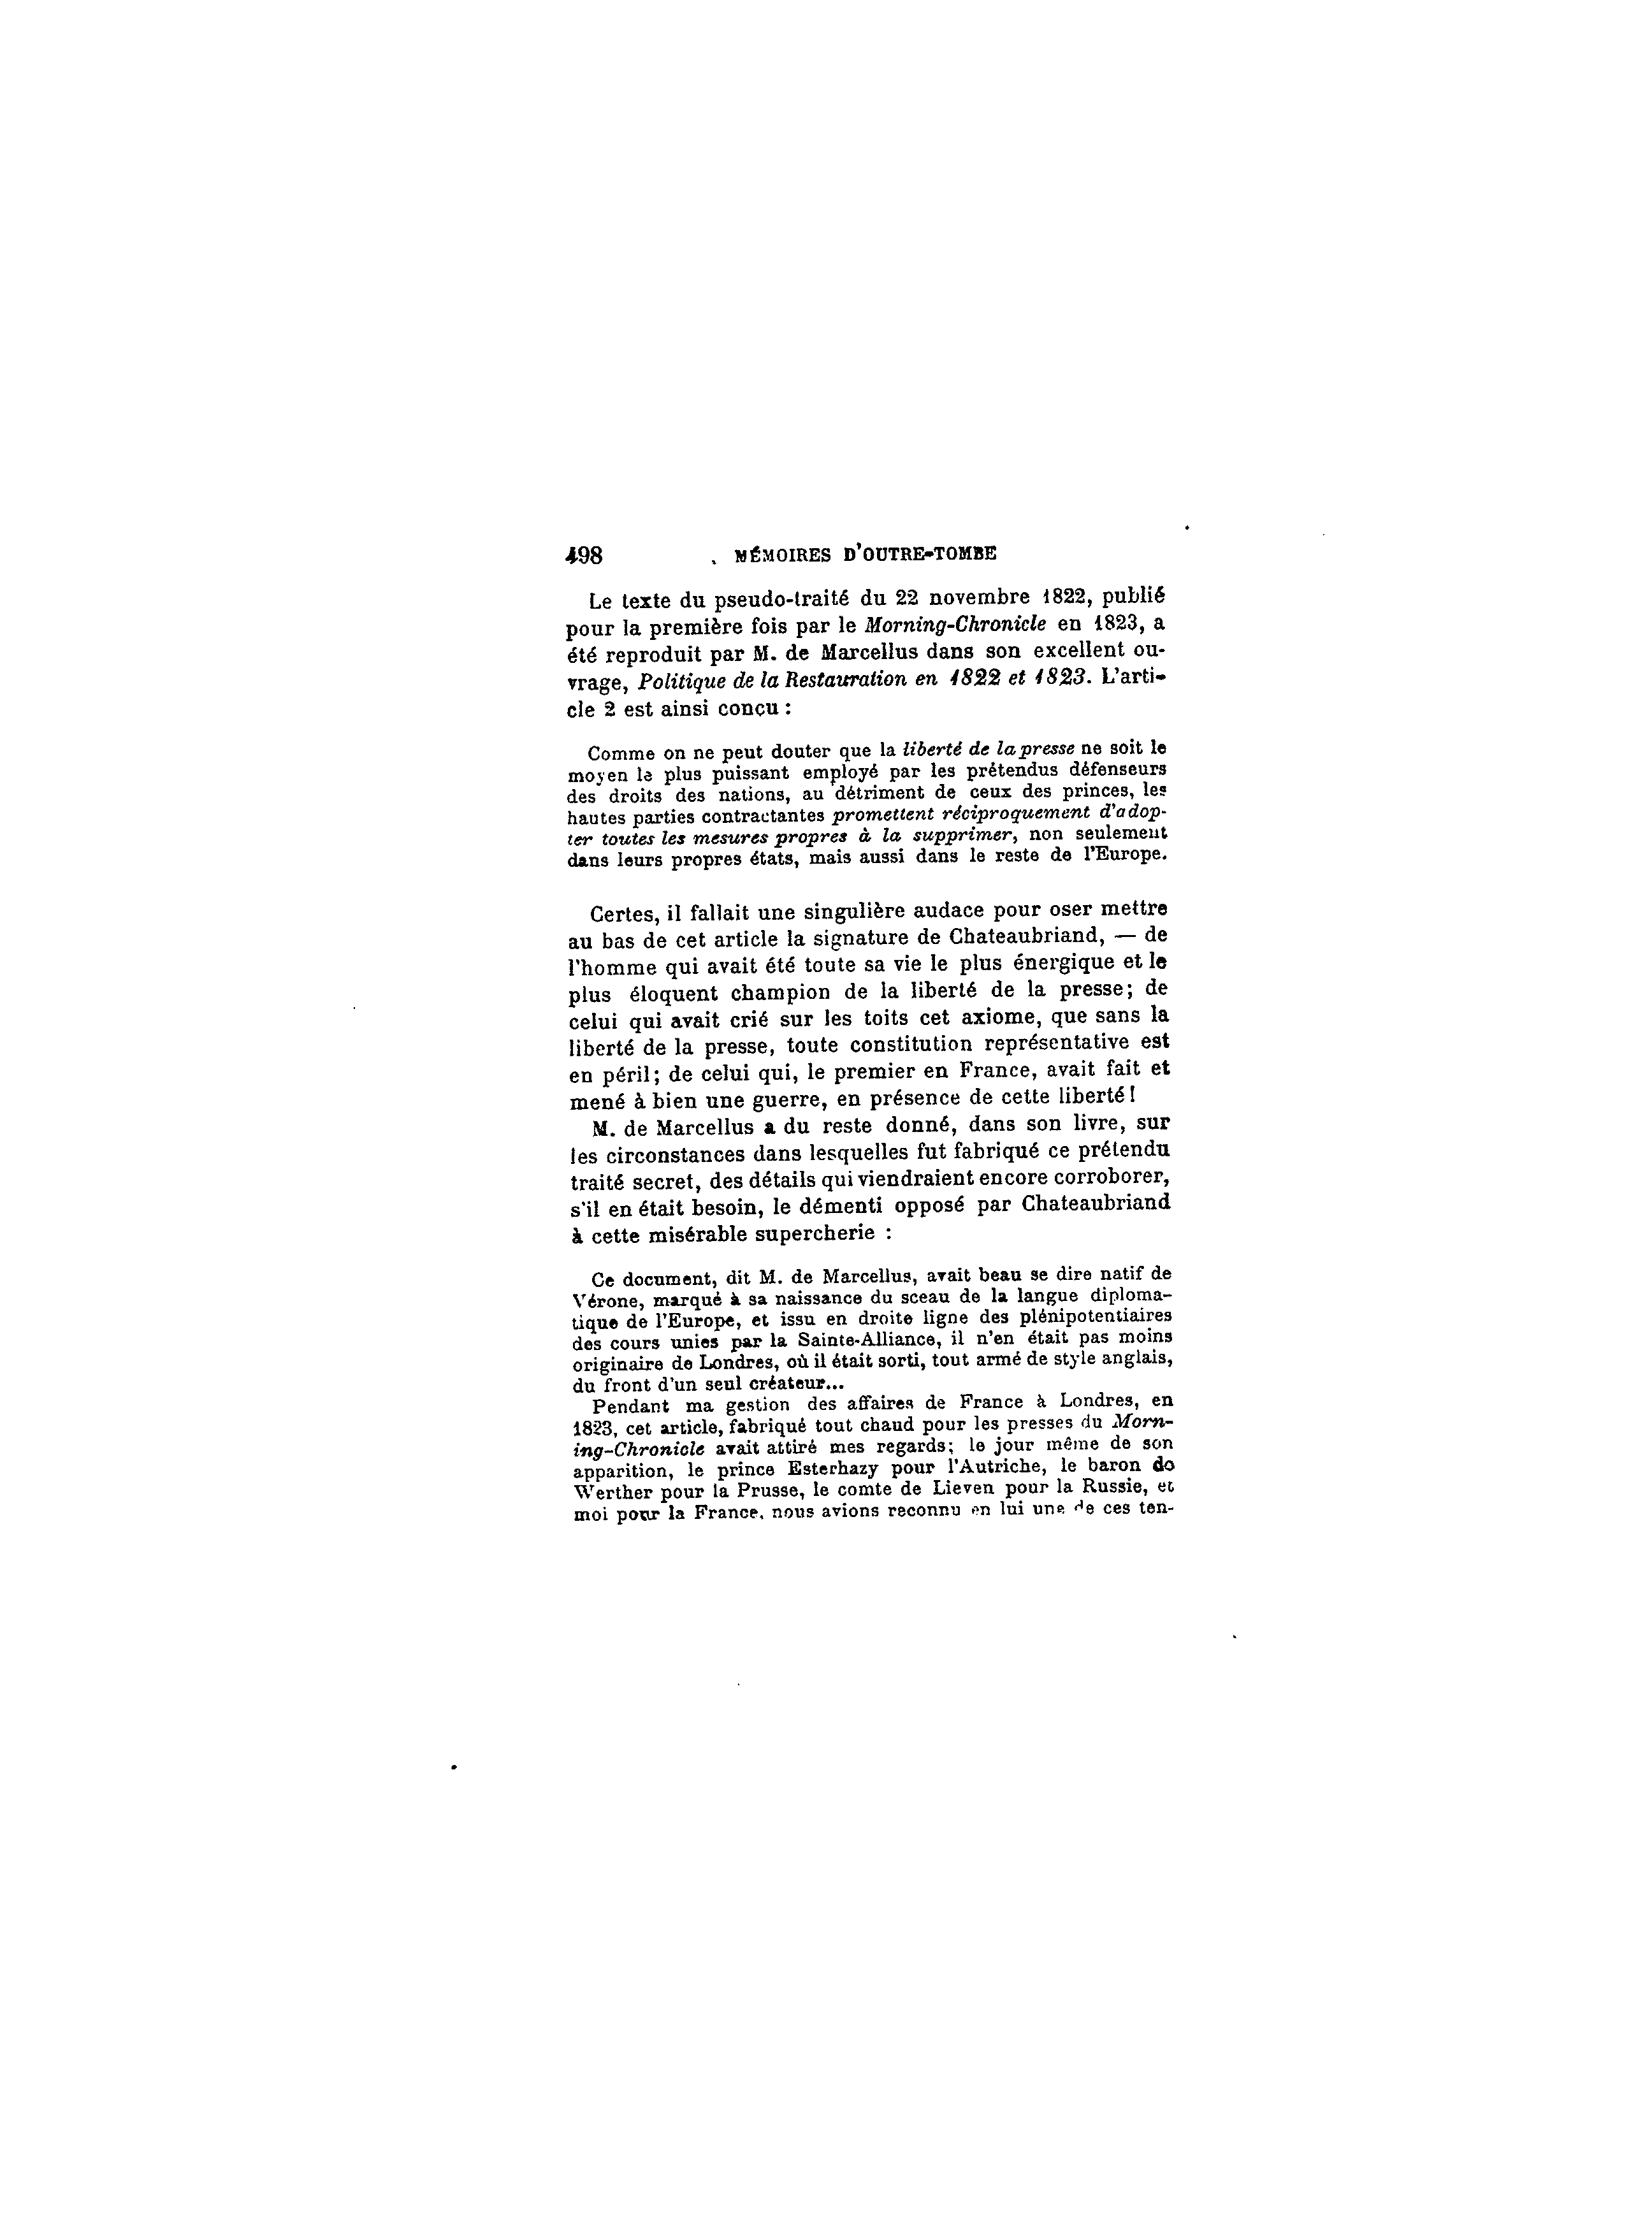 498 MÉMOIRES D'OUTRE-TOMBE
Le texte du pseudo-traité du 22 novembre 1822, publié
pour la première fois par le Morning-Chronicle en 1823, a
été reproduit par M. de Marcellus dans son excellent ou-
vrage, Politique de la Restauration en 1822 et 1823. L'arti-
cle 2 est ainsi conçu :
Comme on ne peut douter que la liberté de la presse ne soit le
moyen le plus puissant employé par les prétendus défenseurs
des droits des nations, au détriment de ceux des princes, les
hautes parties contractantes promettent réciproquement d'adop-
ter toutes les mesures propres à la supprimer, non seulement
dans leurs propres états, mais aussi dans le reste de l'Europe.
Certes, il fallait une singulière audace pour oser mettre
au bas de cet article la signature de Chateaubriand, — de
l'homme qui avait été toute sa vie le plus énergique et le
plus éloquent champion de la liberté de la presse; de
celui qui avait crié sur les toits cet axiome, que sans la
liberté de la presse, toute constitution représentative est
en péril; de celui qui, le premier en France, avait fait et
mené à bien une guerre, en présence de cette liberté!
M. de Marcellus a du reste donné, dans son livre, sur
les circonstances dans lesquelles fut fabriqué ce prétendu
traité secret, des détails qui viendraient encore corroborer,
s'il en était besoin, le démenti opposé par Chateaubriand
à cette misérable supercherie :
Ce document, dit M. de Marcellus, avait beau se dire natif de
Vérone, marqué à sa naissance du sceau de la langue diploma-
tique de l'Europe, et issu en droite ligne des plénipotentiaires
des cours unies par la Sainte-Alliance, il n'en était pas moins
originaire de Londres, où il était sorti, tout armé de style anglais,
du front d'un seul créateur...
Pendant ma gestion des affaires de France à Londres, en
1823, cet article, fabriqué tout chaud pour les presses du Morn-
ing-Chronicle avait attiré mes regards; le jour même de son
apparition, le prince Esterhazy pour l'Autriche, le baron de
Werther pour la Prusse, le comte de Lieven pour la Russie, et
moi pour la France, nous avions reconnu en lui une de ces ten-